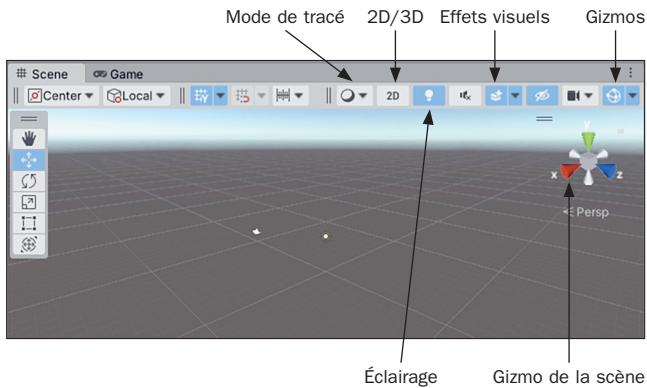 Mode de tracé 2D/3D Effets visuels Gizmos
Scene Game
Center Local 2D
y
x z
Persp
Éclairage Gizmo de la scène